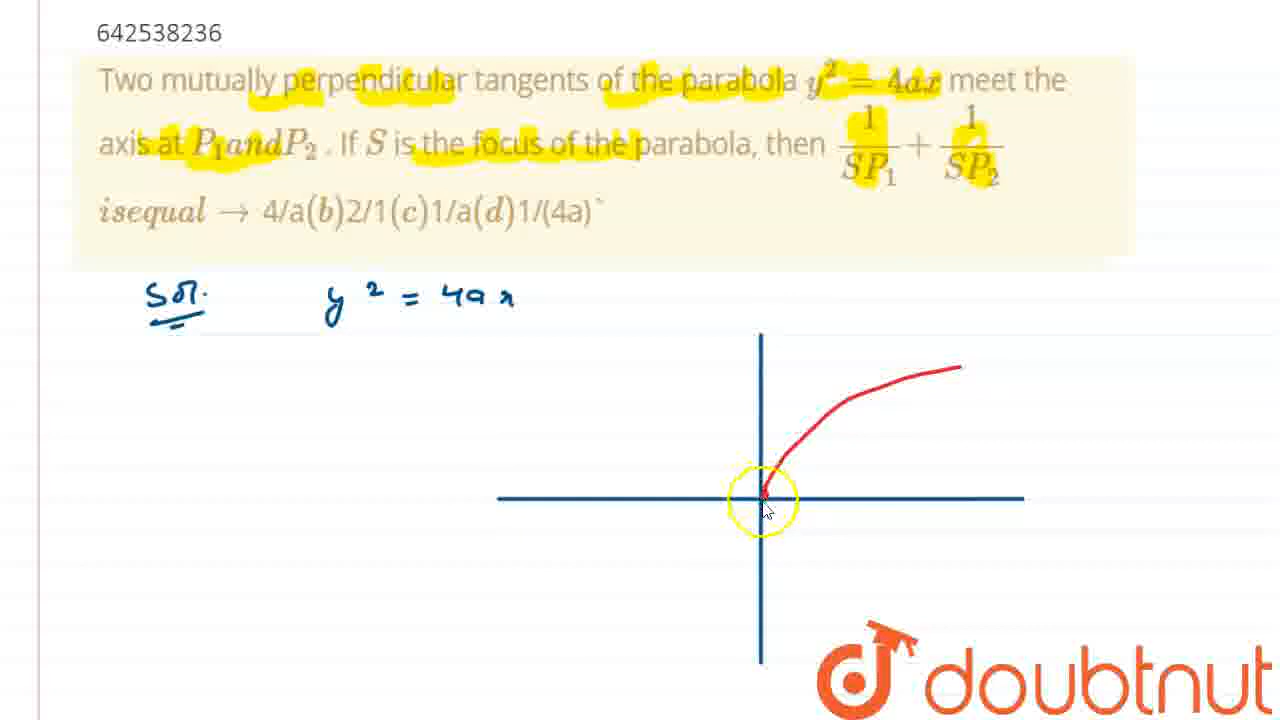 642538236
Two mutually perpendicular tangents of the parabola y² = 4ax meet the
axis at P₁andP₂ . If S is the focus of the parabola, then 1/SP₁ + 1/SP₂
isequal → 4/a(b)2/1(c)1/a(d)1/(4a)`
Sol. y² = 4ax
doubtnut